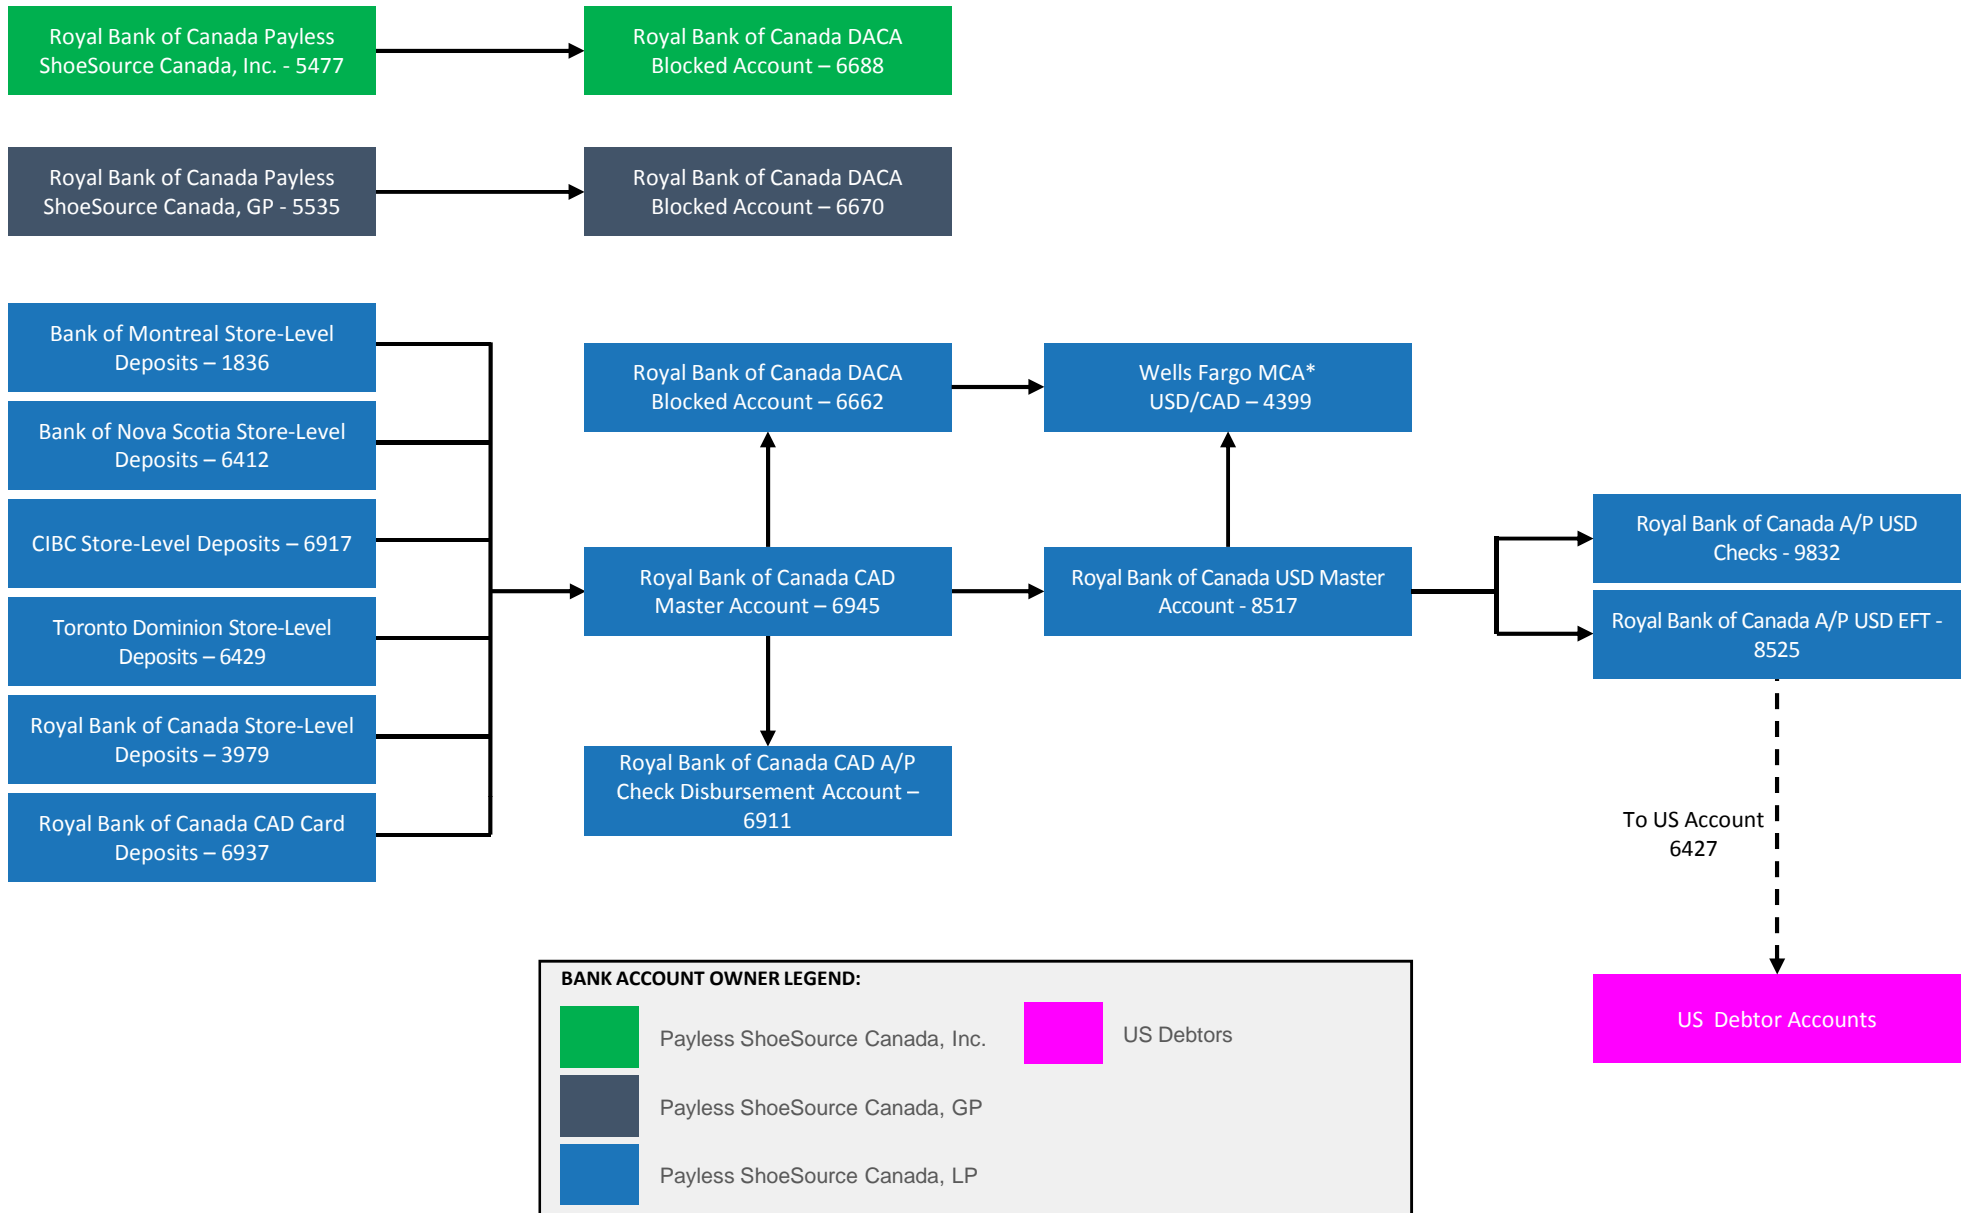 Royal Bank of Canada Payless
ShoeSource Canada, Inc. - 5477
Royal Bank of Canada DACA
Blocked Account – 6688
Royal Bank of Canada Payless
ShoeSource Canada, GP - 5535
Royal Bank of Canada DACA
Blocked Account – 6670
Bank of Montreal Store-Level
Deposits – 1836
Bank of Nova Scotia Store-Level
Deposits – 6412
CIBC Store-Level Deposits – 6917
Toronto Dominion Store-Level
Deposits – 6429
Royal Bank of Canada Store-Level
Deposits – 3979
Royal Bank of Canada CAD Card
Deposits – 6937
Royal Bank of Canada DACA
Blocked Account – 6662
Wells Fargo MCA*
USD/CAD – 4399
Royal Bank of Canada CAD
Master Account – 6945
Royal Bank of Canada USD Master
Account - 8517
Royal Bank of Canada A/P USD
Checks - 9832
Royal Bank of Canada A/P USD EFT -
8525
Royal Bank of Canada CAD A/P
Check Disbursement Account –
6911
To US Account
6427
US Debtor Accounts
BANK ACCOUNT OWNER LEGEND:
Payless ShoeSource Canada, Inc.
US Debtors
Payless ShoeSource Canada, GP
Payless ShoeSource Canada, LP